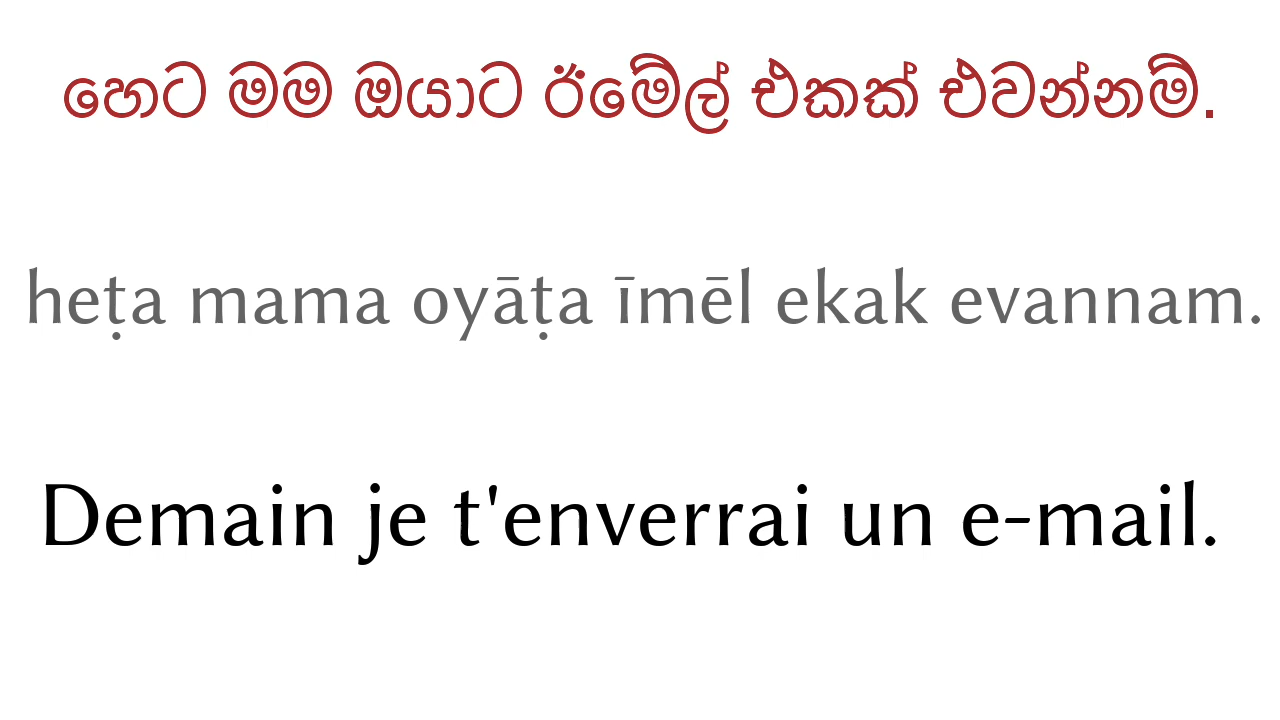 හෙට මම ඔයාට ඊමේල් එකක් එවන්නම්.
heṭa mama oyāṭa īmēl ekak evannam.
Demain je t'enverrai un e-mail.